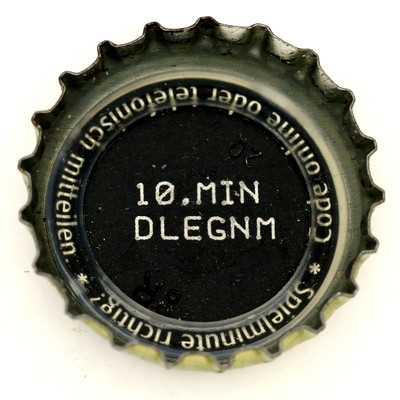 10.MIN
DLEGNM
* Spielminute richtig! *
Code online oder telefonisch mitteilen